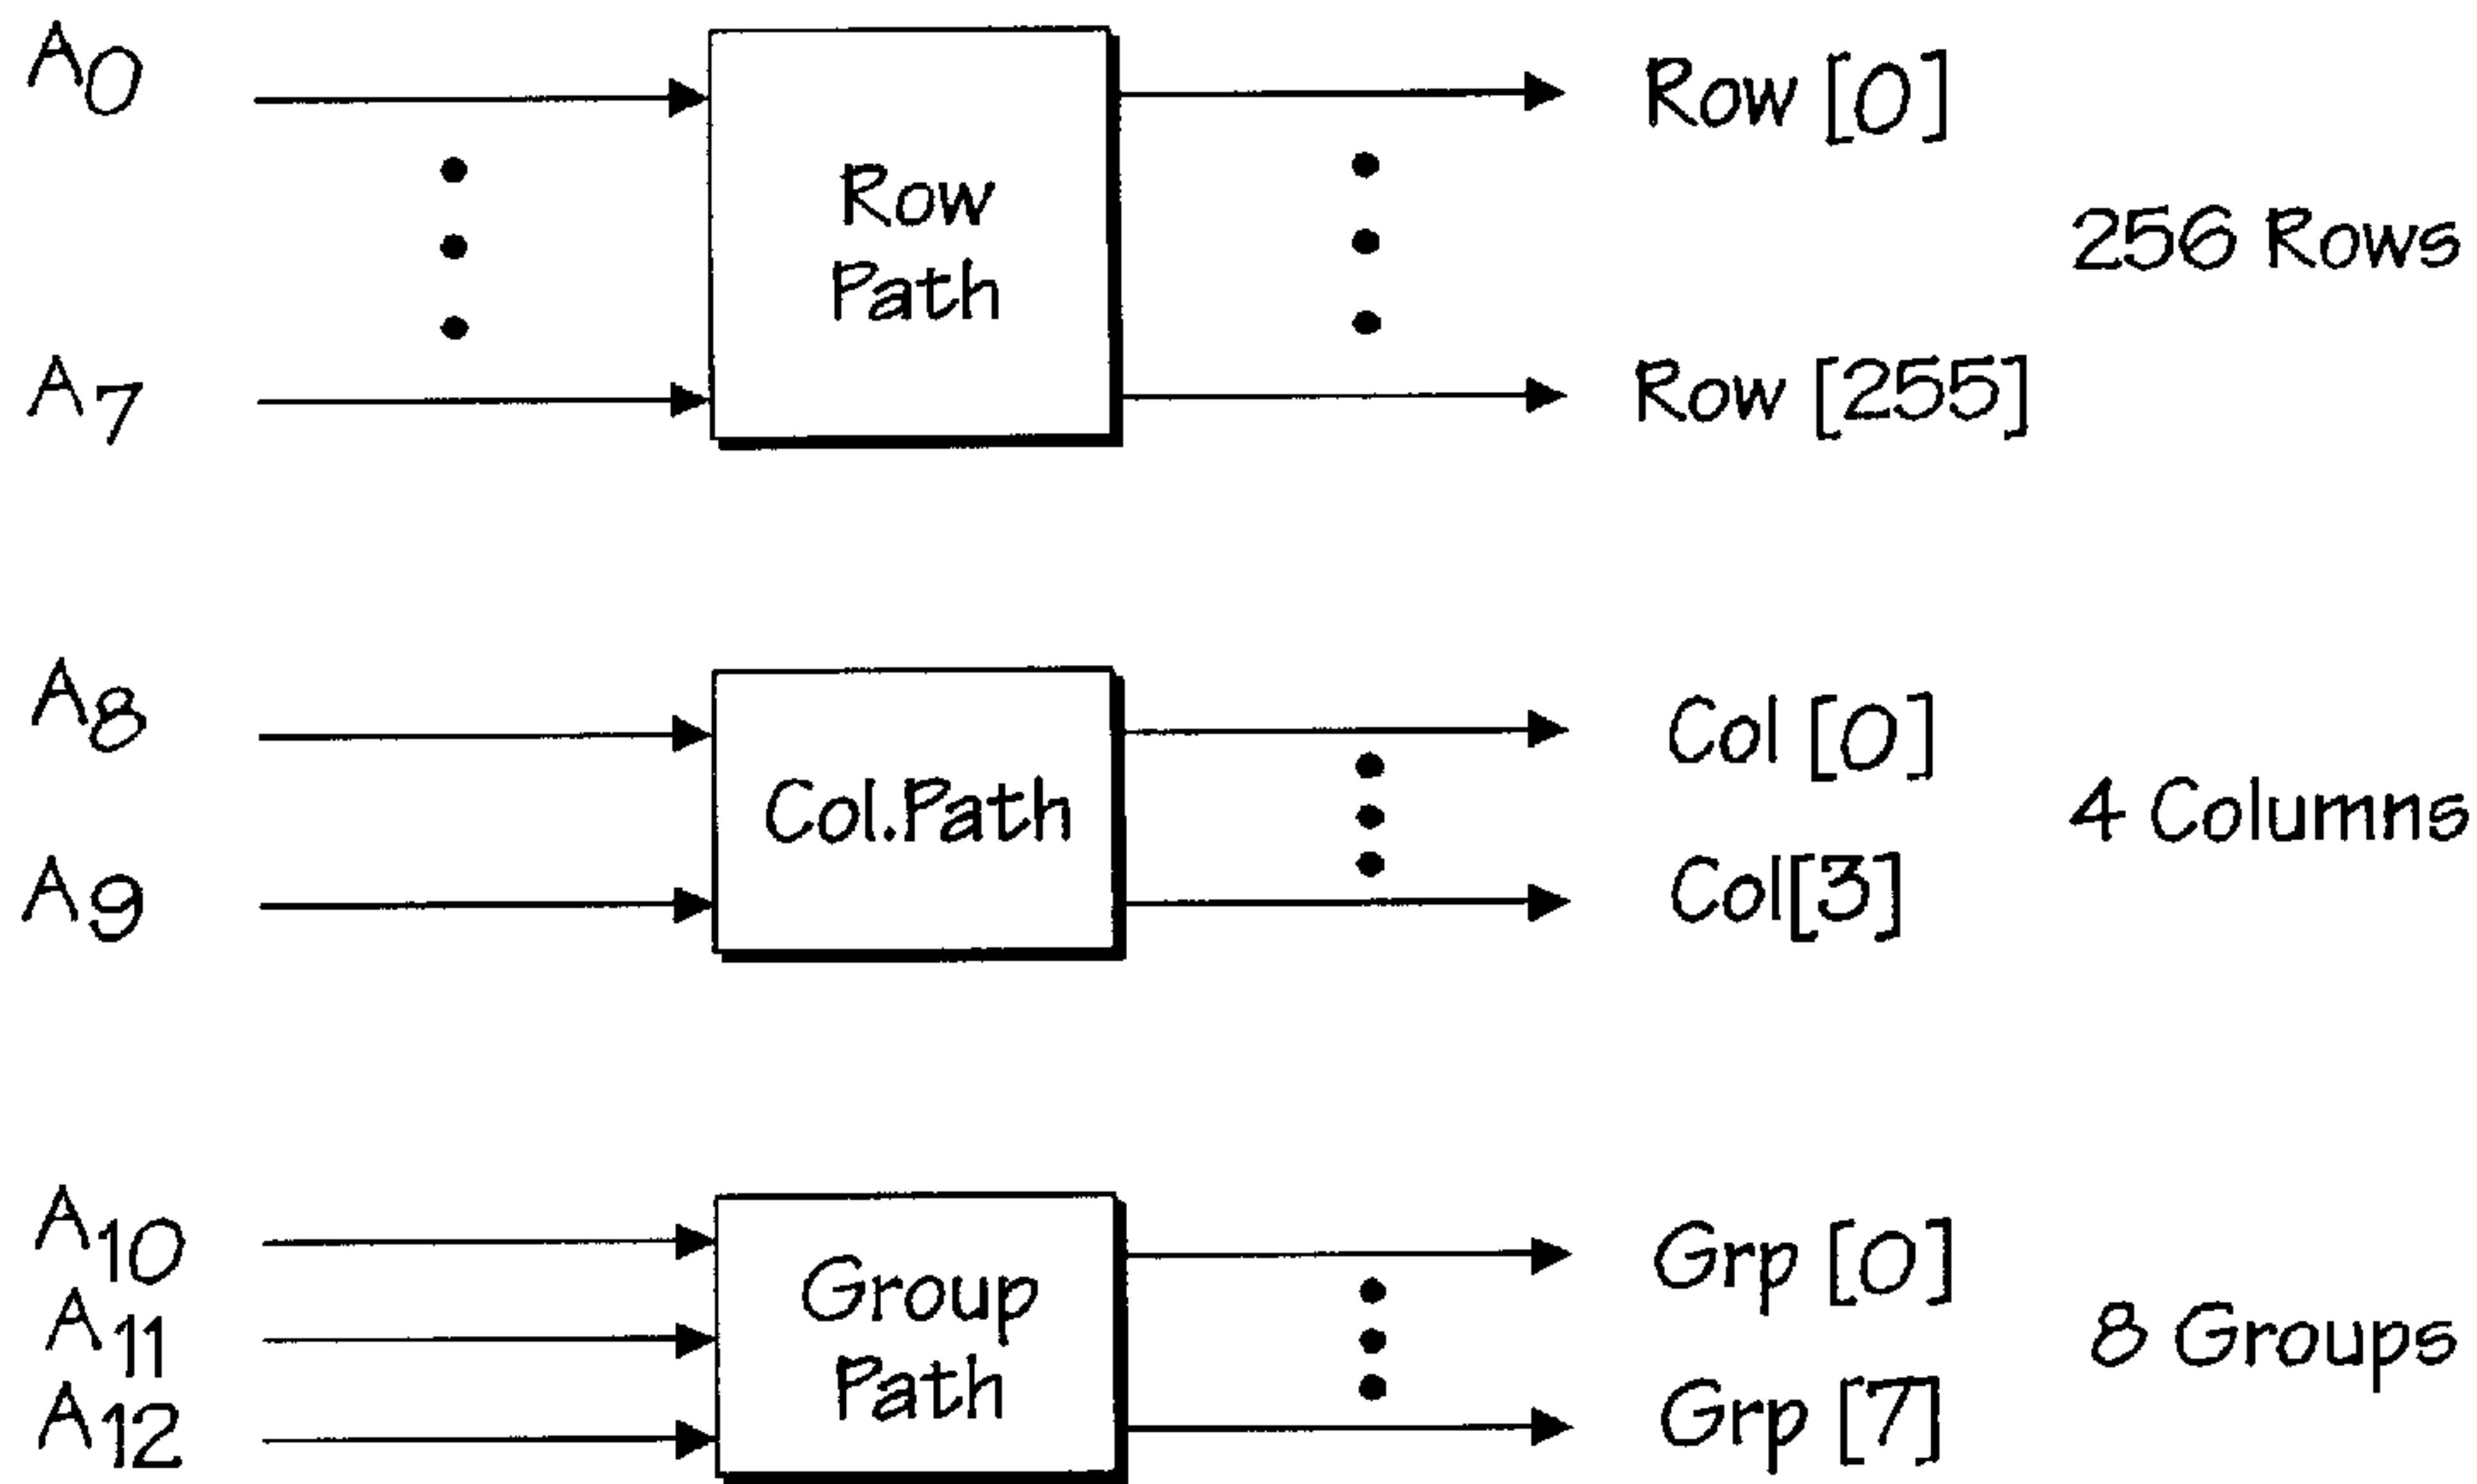 A0
Row [0]
Row
Path
256 Rows
A7
Row [255]
A8
Col [0]
Col.Path
4 Columns
A9
Col[3]
A10
Grp [0]
Group
Path
A11
8 Groups
A12
Grp [7]